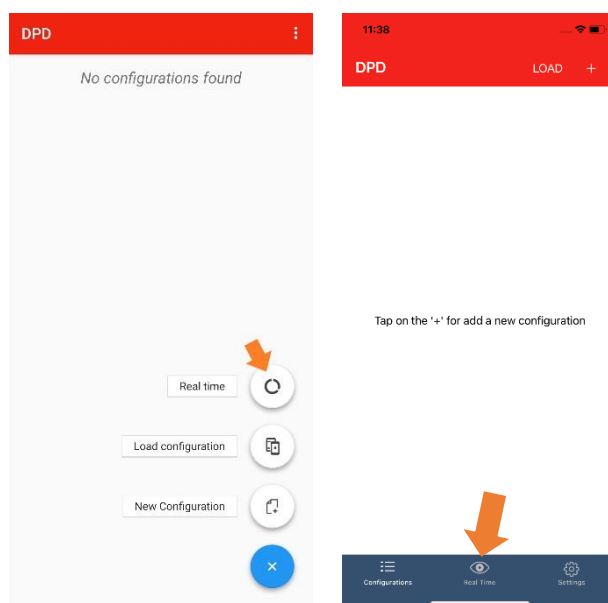 DPD
No configurations found
Real time
Load configuration
New Configuration
11:38
DPD LOAD +
Tap on the '+' for add a new configuration
Configurations Real Time Settings